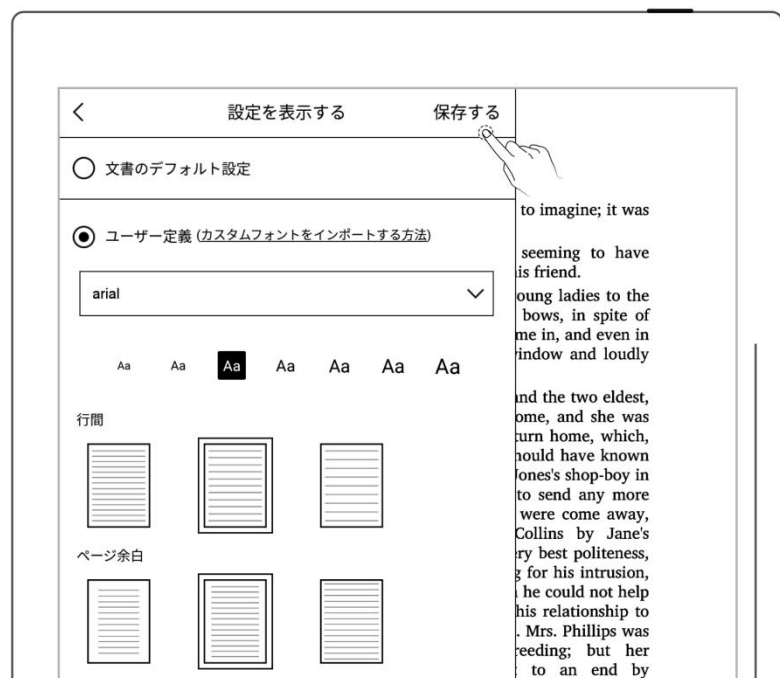 設定を表示する 保存する
文書のデフォルト設定
ユーザー定義 (カスタムフォントをインポートする方法)
arial
Aa Aa Aa Aa Aa Aa Aa
行間
ページ余白
to imagine; it was
seeming to have
his friend.
young ladies to the
bows, in spite of
me in, and even in
window and loudly
and the two eldest,
ome, and she was
turn home, which,
hould have known
Jones's shop-boy in
to send any more
were come away,
Collins by Jane's
ery best politeness,
g for his intrusion,
he could not help
his relationship to
. Mrs. Phillips was
reeding; but her
to an end by